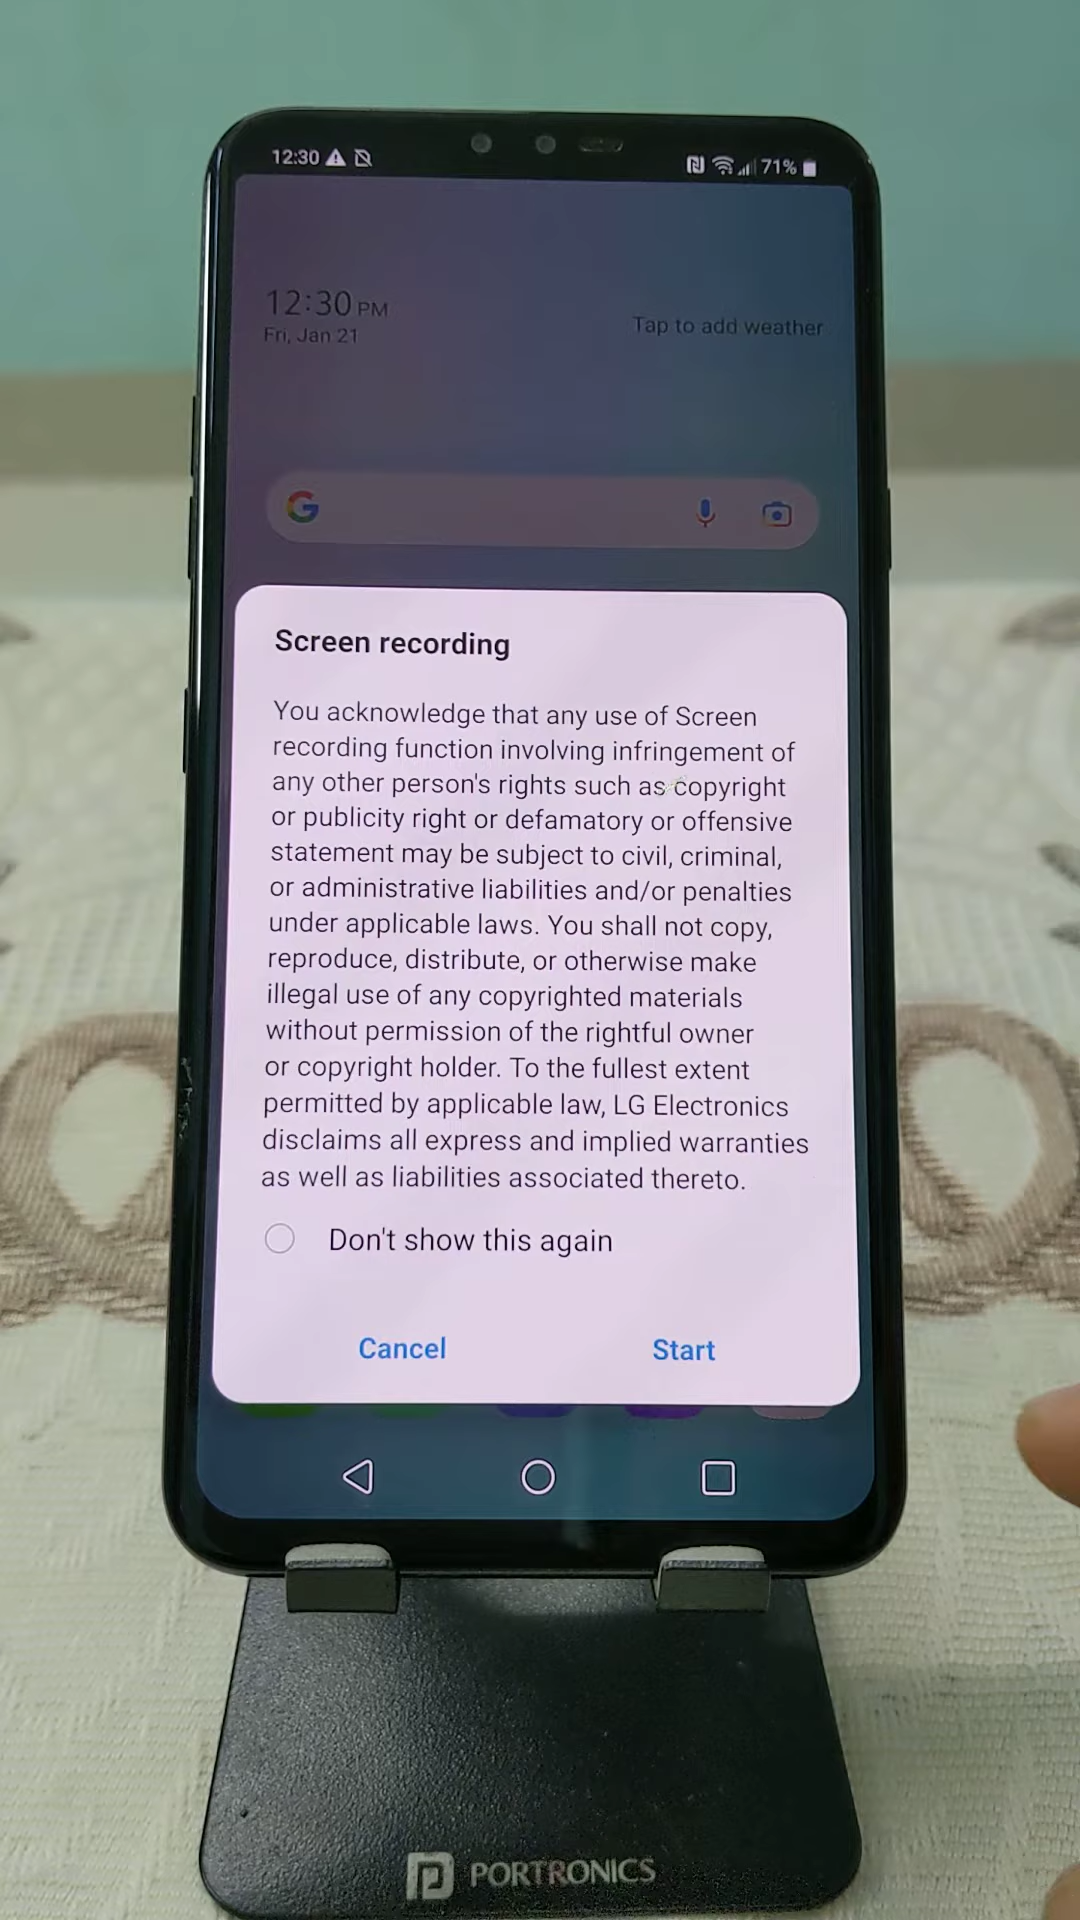 12:30
71%
12:30 PM
Fri, Jan 21
Tap to add weather
Screen recording
You acknowledge that any use of Screen
recording function involving infringement of
any other person's rights such as copyright
or publicity right or defamatory or offensive
statement may be subject to civil, criminal,
or administrative liabilities and/or penalties
under applicable laws. You shall not copy,
reproduce, distribute, or otherwise make
illegal use of any copyrighted materials
without permission of the rightful owner
or copyright holder. To the fullest extent
permitted by applicable law, LG Electronics
disclaims all express and implied warranties
as well as liabilities associated thereto.
Don't show this again
Cancel
Start
PORTRONICS